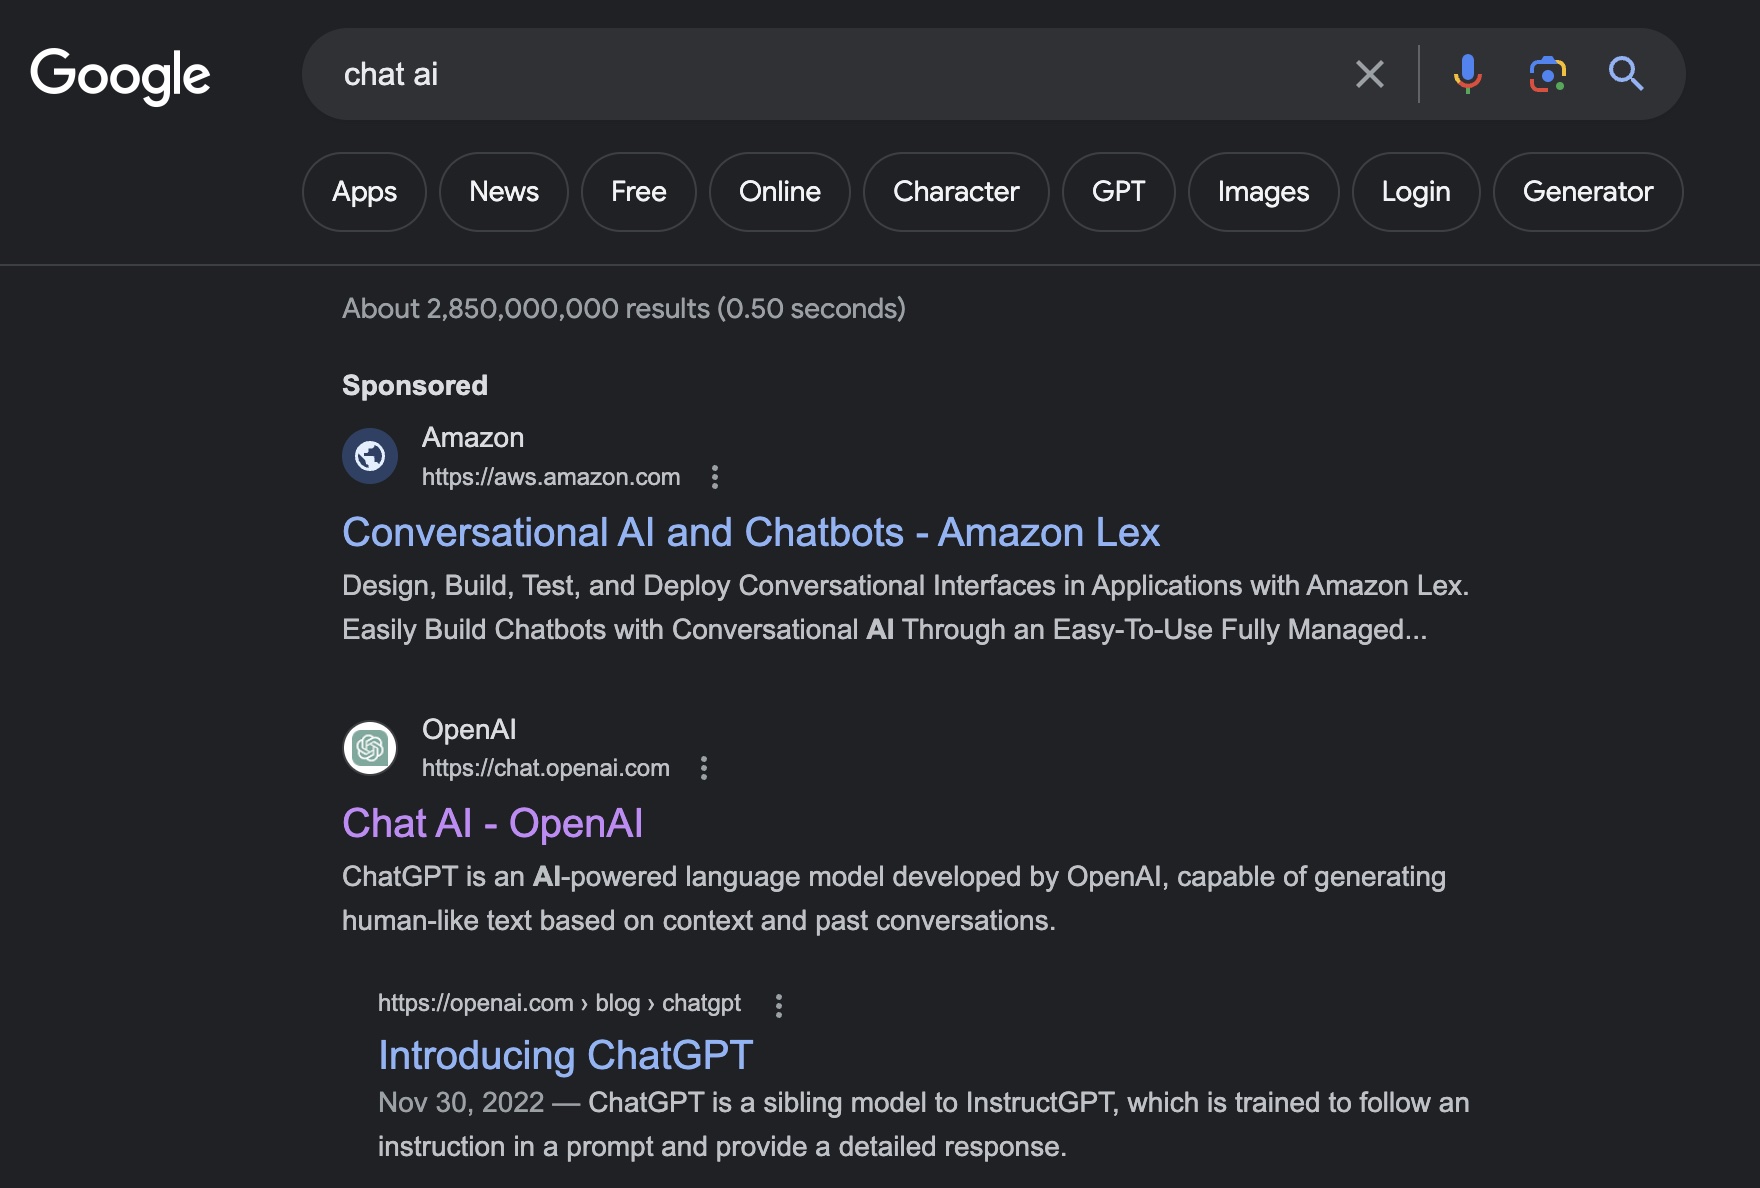 Google
chat ai
Apps News Free Online Character GPT Images Login Generator
About 2,850,000,000 results (0.50 seconds)
Sponsored
Amazon
https://aws.amazon.com
Conversational AI and Chatbots - Amazon Lex
Design, Build, Test, and Deploy Conversational Interfaces in Applications with Amazon Lex.
Easily Build Chatbots with Conversational AI Through an Easy-To-Use Fully Managed...
OpenAI
https://chat.openai.com
Chat AI - OpenAI
ChatGPT is an AI-powered language model developed by OpenAI, capable of generating
human-like text based on context and past conversations.
https://openai.com › blog › chatgpt
Introducing ChatGPT
Nov 30, 2022 — ChatGPT is a sibling model to InstructGPT, which is trained to follow an
instruction in a prompt and provide a detailed response.